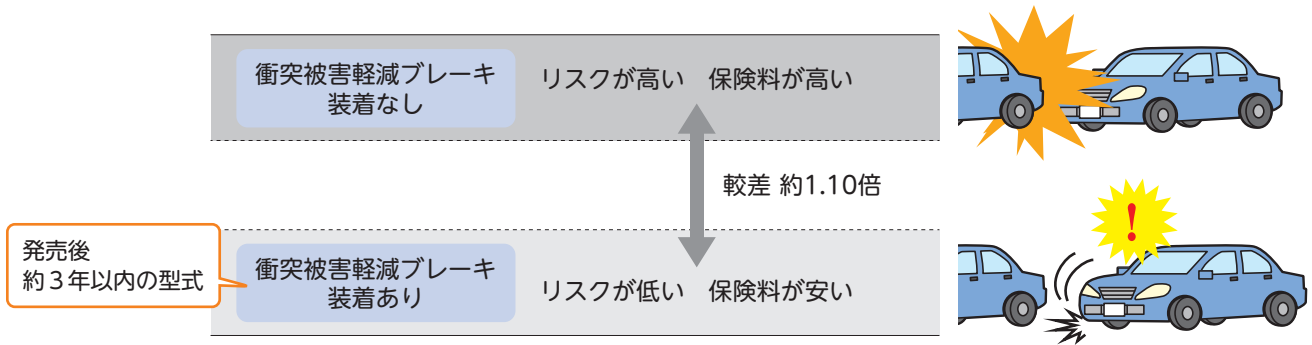 衝突被害軽減ブレーキ
装着なし
リスクが高い 保険料が高い
較差 約1.10倍
発売後
約3年以内の型式
衝突被害軽減ブレーキ
装着あり
リスクが低い 保険料が安い
!